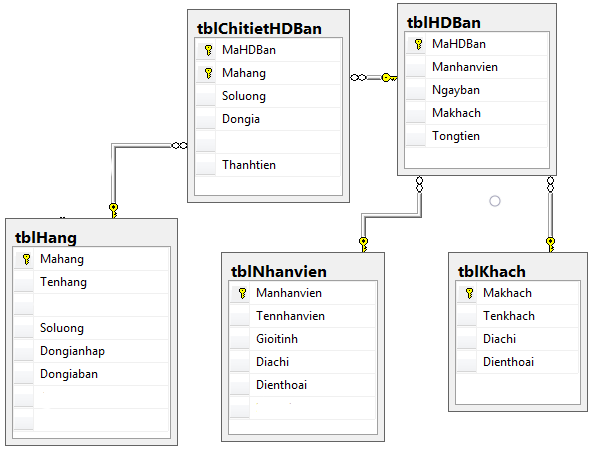 tblChitietHDBan
MaHDBan
Mahang
Soluong
Dongia
Thanhtien
tblHDBan
MaHDBan
Manhanvien
Ngayban
Makhach
Tongtien
tblHang
Mahang
Tenhang
Soluong
Dongianhap
Dongiaban
tblNhanvien
Manhanvien
Tennhanvien
Gioitinh
Diachi
Dienthoai
tblKhach
Makhach
Tenkhach
Diachi
Dienthoai